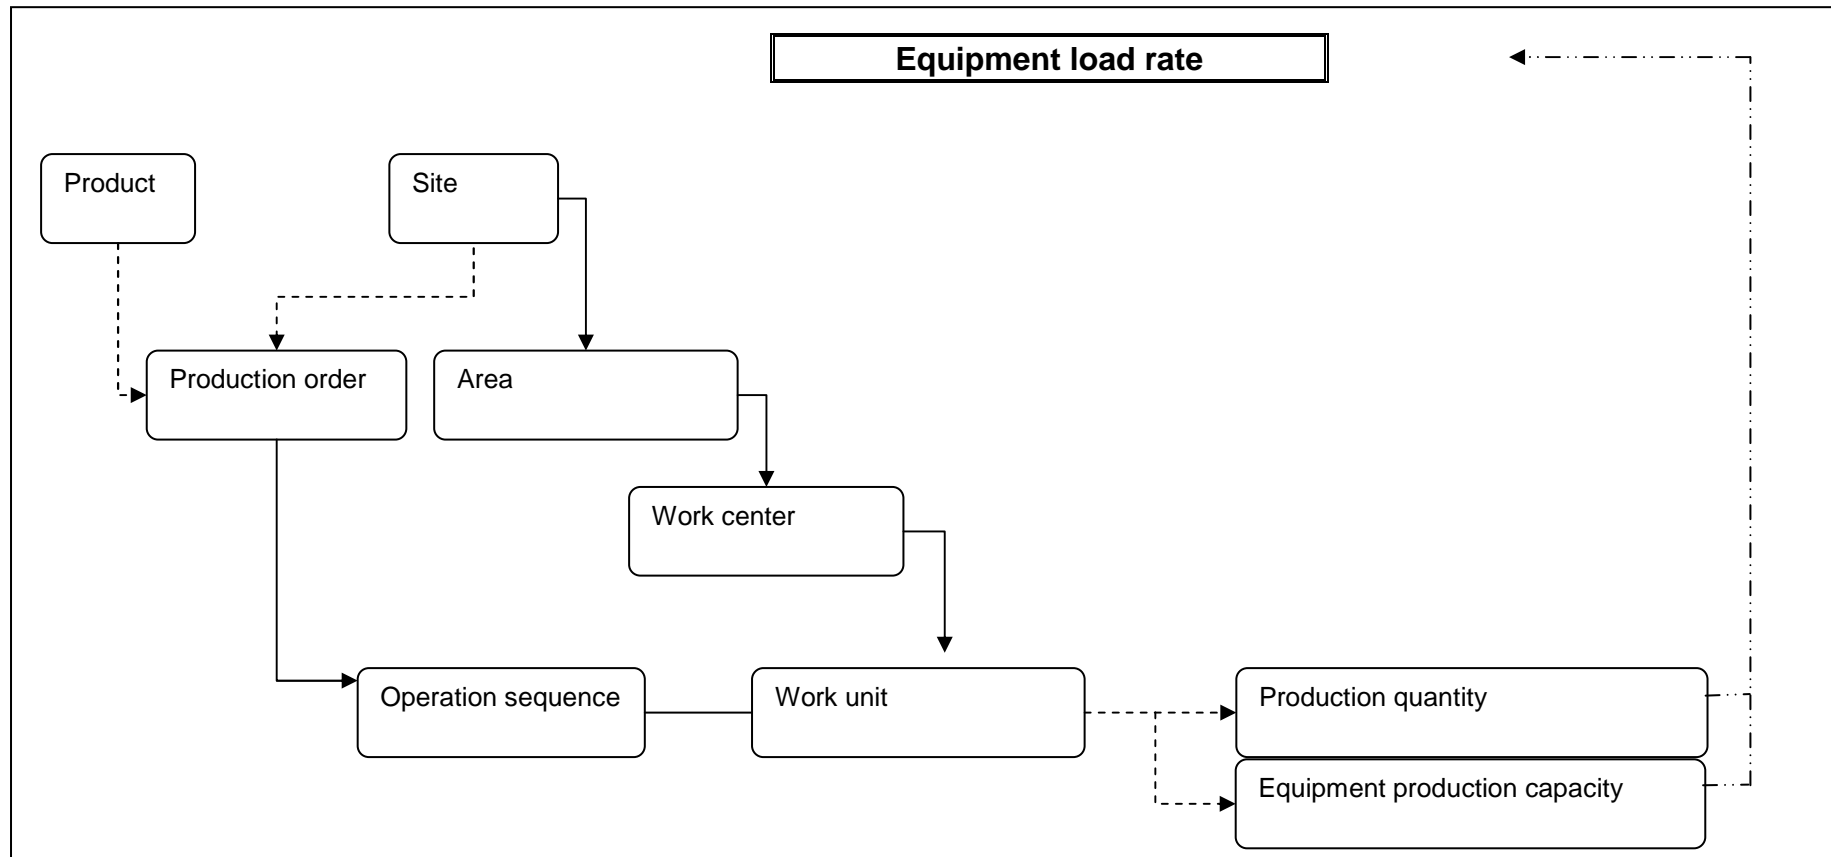 Equipment load rate
Product
Site
Production order
Area
Work center
Operation sequence
Work unit
Production quantity
Equipment production capacity